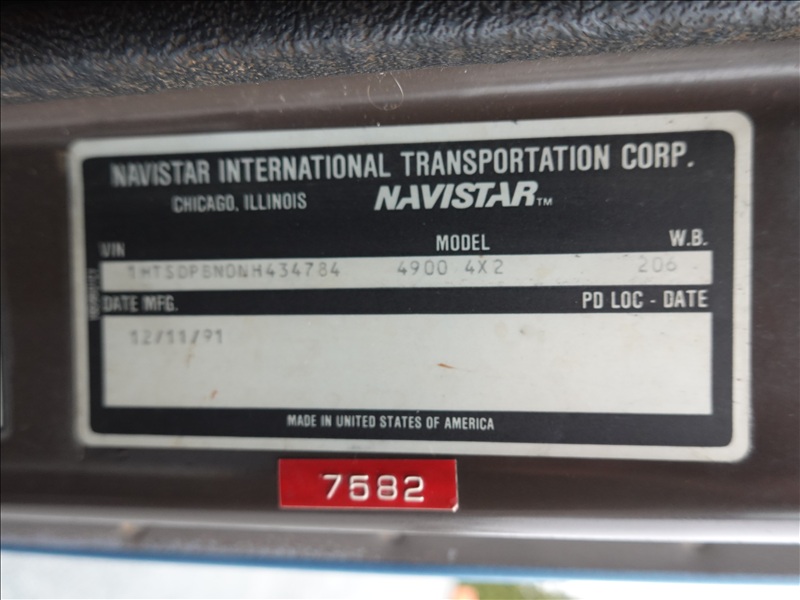 NAVISTAR INTERNATIONAL TRANSPORTATION CORP.
CHICAGO, ILLINOIS NAVISTAR™
VIN MODEL W.B.
1HTSDPBN0NH434784 4900 4X2 206
DATE MFG. PD LOC - DATE
12/11/91
MADE IN UNITED STATES OF AMERICA
7582